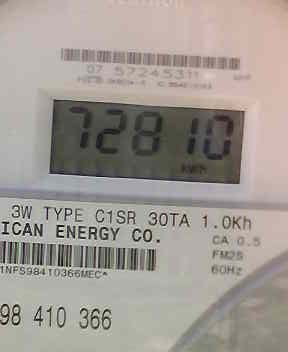 07 57245311
72810
KWH
3W TYPE C1SR 30TA 1.0Kh
ICAN ENERGY CO.
CA 0.5
FM2S
60Hz
1NFS98410366MEC*
98 410 366